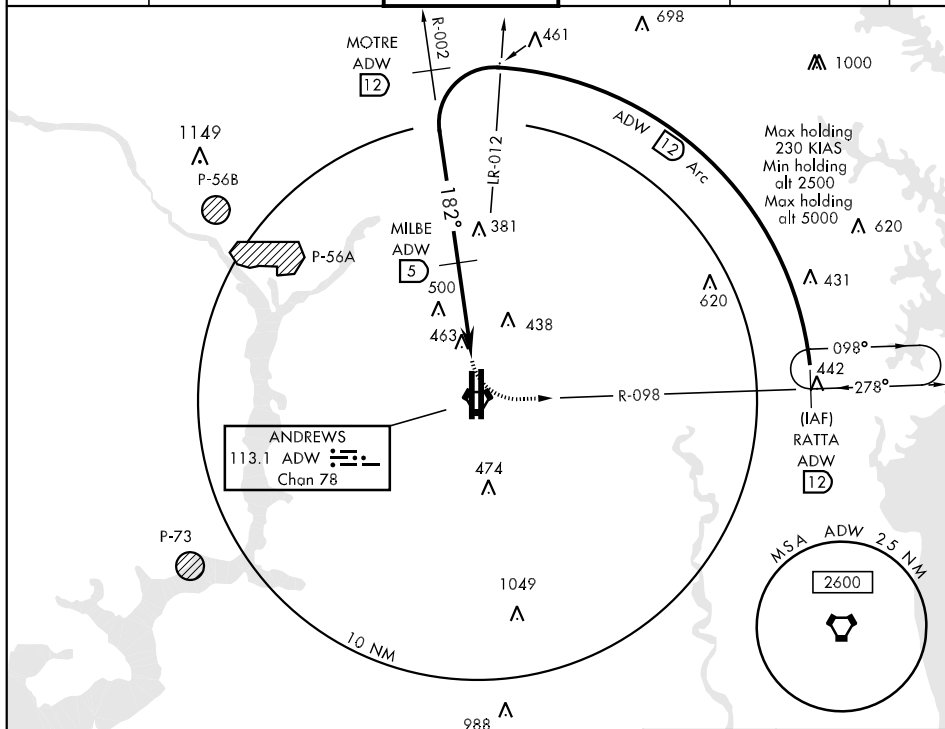 698
461
R-002
MOTRE
ADW
12
1000
ADW 12 Arc
Max holding
230 KIAS
Min holding
alt 2500
Max holding
alt 5000
1149
P-56B
LR-012
182°
381
620
P-56A
MILBE
ADW
5
500
431
620
438
463
098°
442
278°
R-098
(IAF)
RATTA
ADW
12
ANDREWS
113.1 ADW
Chan 78
474
P-73
MSA ADW 25 NM
2600
1049
10 NM
988